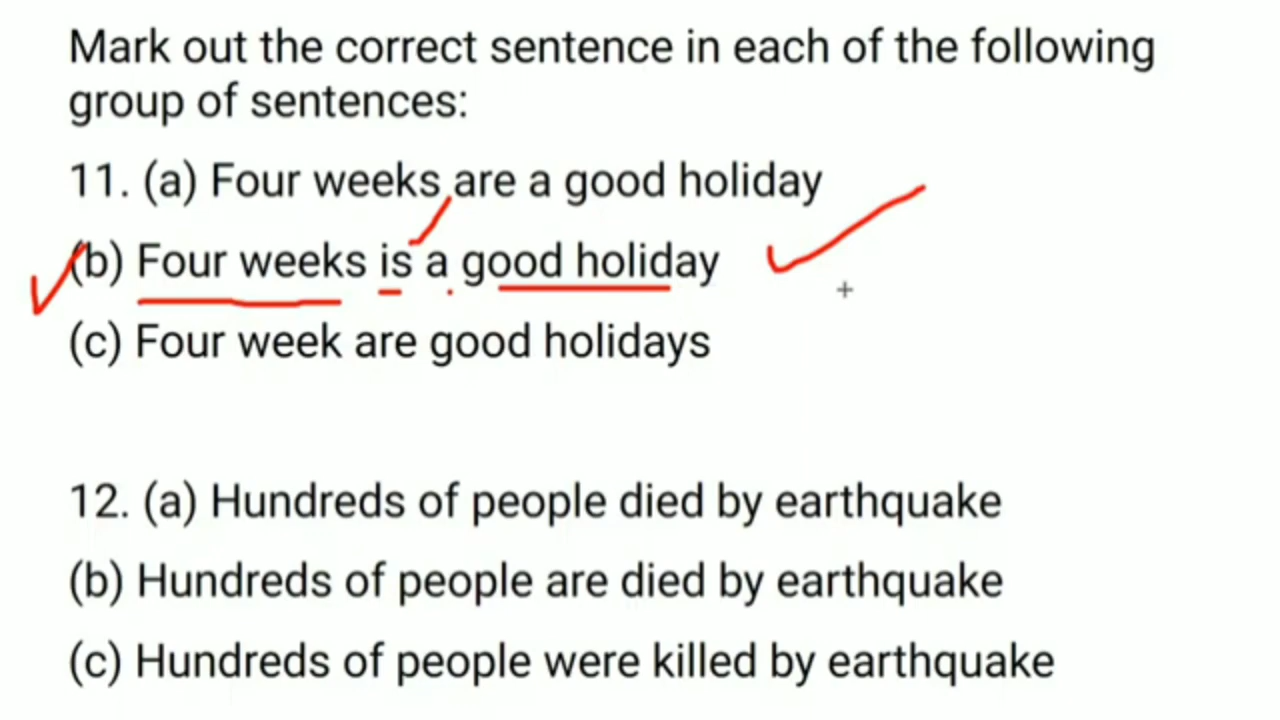 Mark out the correct sentence in each of the following
group of sentences:
11. (a) Four weeks are a good holiday
(b) Four weeks is a good holiday
(c) Four week are good holidays
12. (a) Hundreds of people died by earthquake
(b) Hundreds of people are died by earthquake
(c) Hundreds of people were killed by earthquake